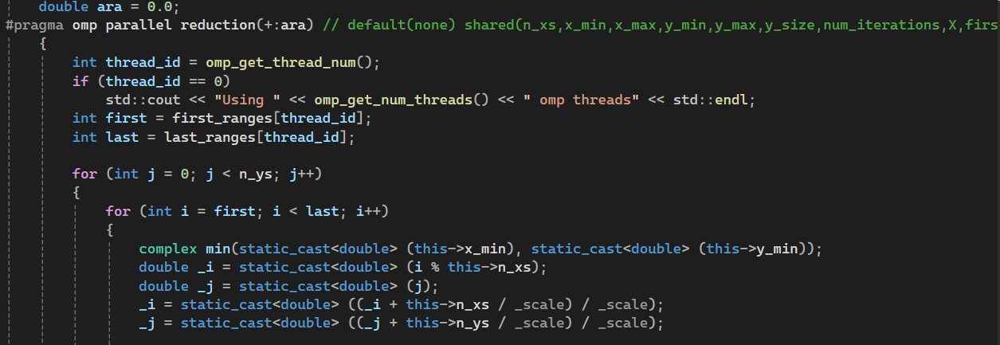 double ara = 0.0;
#pragma omp parallel reduction(+:ara) // default(none) shared(n_xs,x_min,x_max,y_min,y_max,y_size,num_iterations,X,firs
{
int thread_id = omp_get_thread_num();
if (thread_id == 0)
std::cout << "Using " << omp_get_num_threads() << " omp threads" << std::endl;
int first = first_ranges[thread_id];
int last = last_ranges[thread_id];
for (int j = 0; j < n_ys; j++)
{
for (int i = first; i < last; i++)
{
complex min(static_cast<double> (this->x_min), static_cast<double> (this->y_min));
double _i = static_cast<double> (i % this->n_xs);
double _j = static_cast<double> (j);
_i = static_cast<double> ((_i + this->n_xs / _scale) / _scale);
_j = static_cast<double> ((_j + this->n_ys / _scale) / _scale);